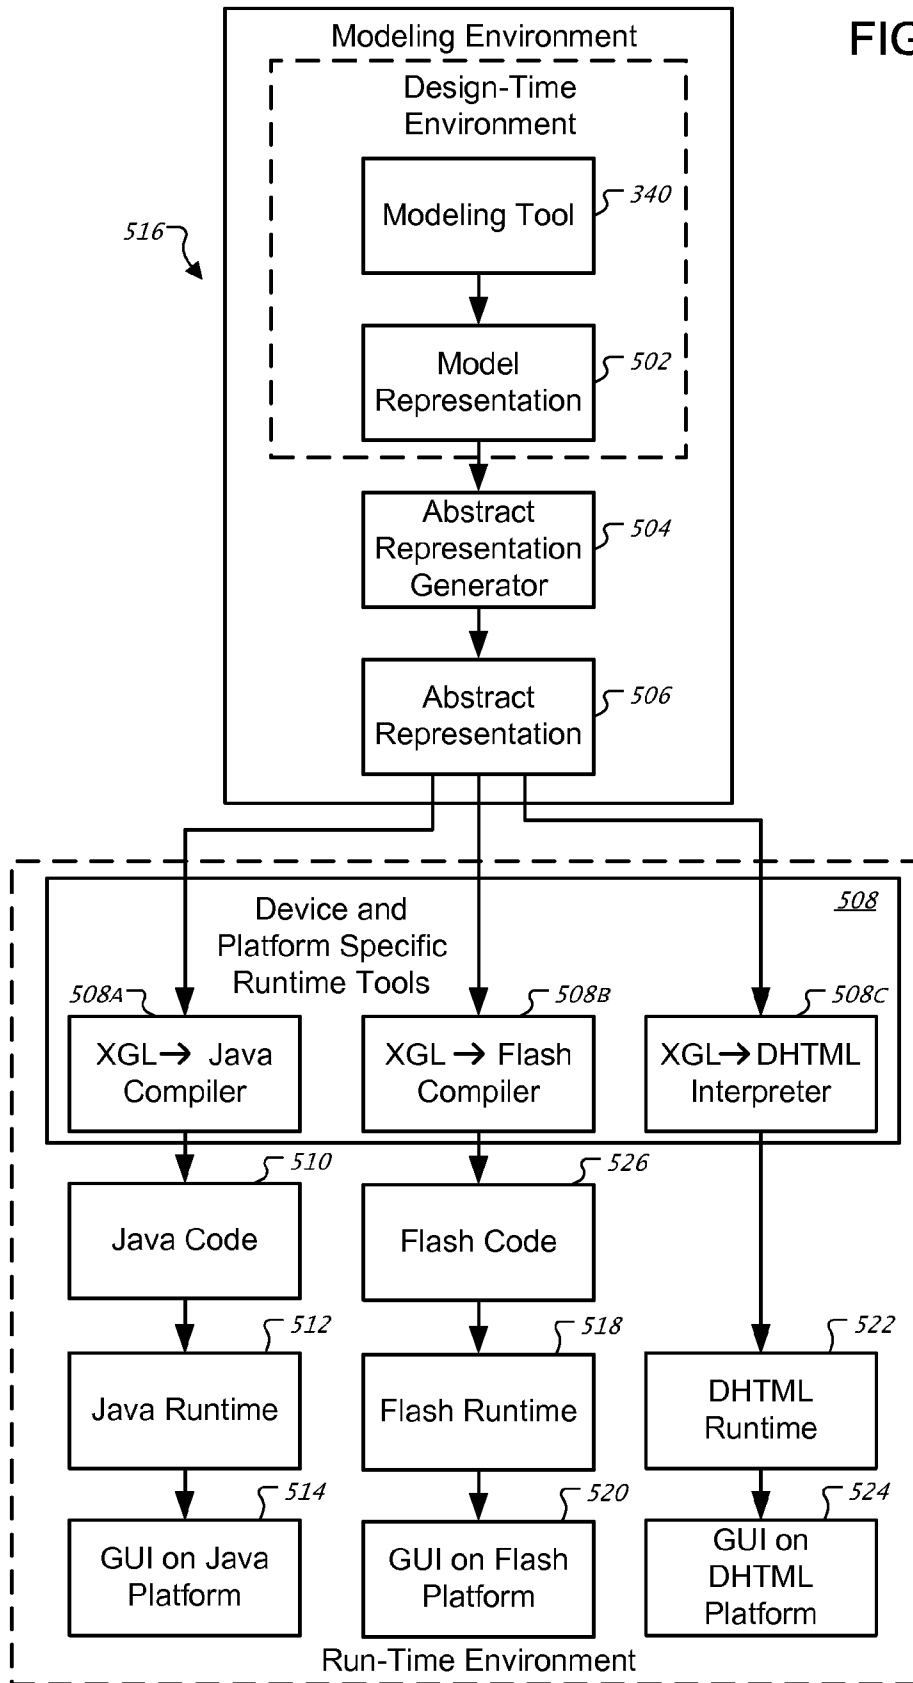 FIG
Modeling Environment
Design-Time
Environment
Modeling Tool
340
516
Model
Representation
502
Abstract
Representation
Generator
504
Abstract
Representation
506
508
Device and
Platform Specific
Runtime Tools
508A
508B
508C
XGL→ Java
Compiler
XGL → Flash
Compiler
XGL→DHTML
Interpreter
510
526
Java Code
Flash Code
512
518
522
Java Runtime
Flash Runtime
DHTML
Runtime
514
520
524
GUI on Java
Platform
GUI on Flash
Platform
GUI on
DHTML
Platform
Run-Time Environment